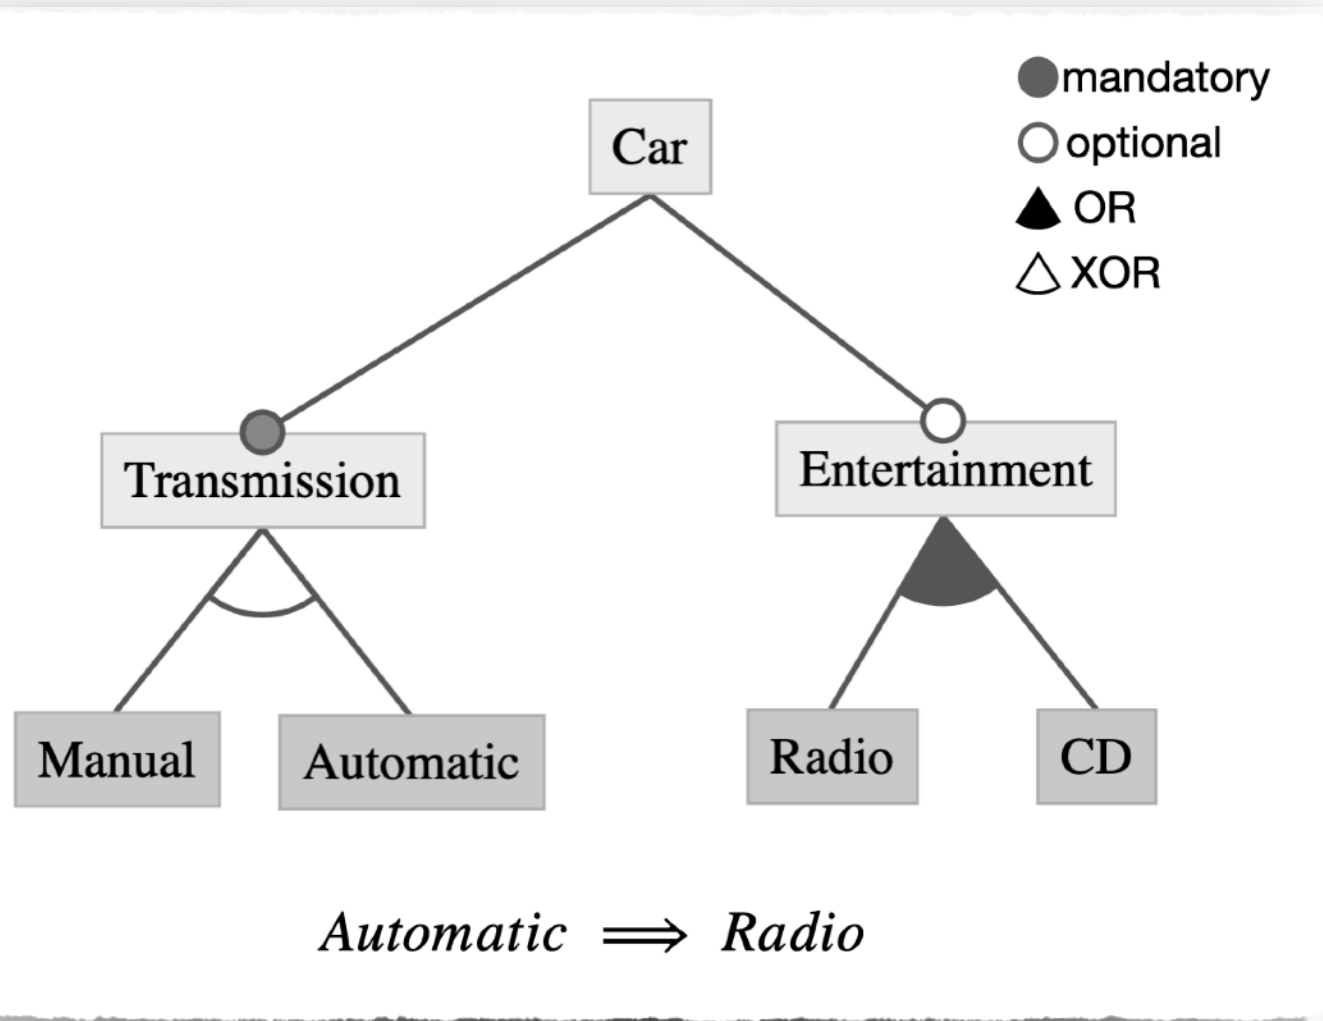 mandatory
optional
OR
XOR
Car
Transmission
Entertainment
Manual
Automatic
Radio
CD
Automatic ⟹ Radio